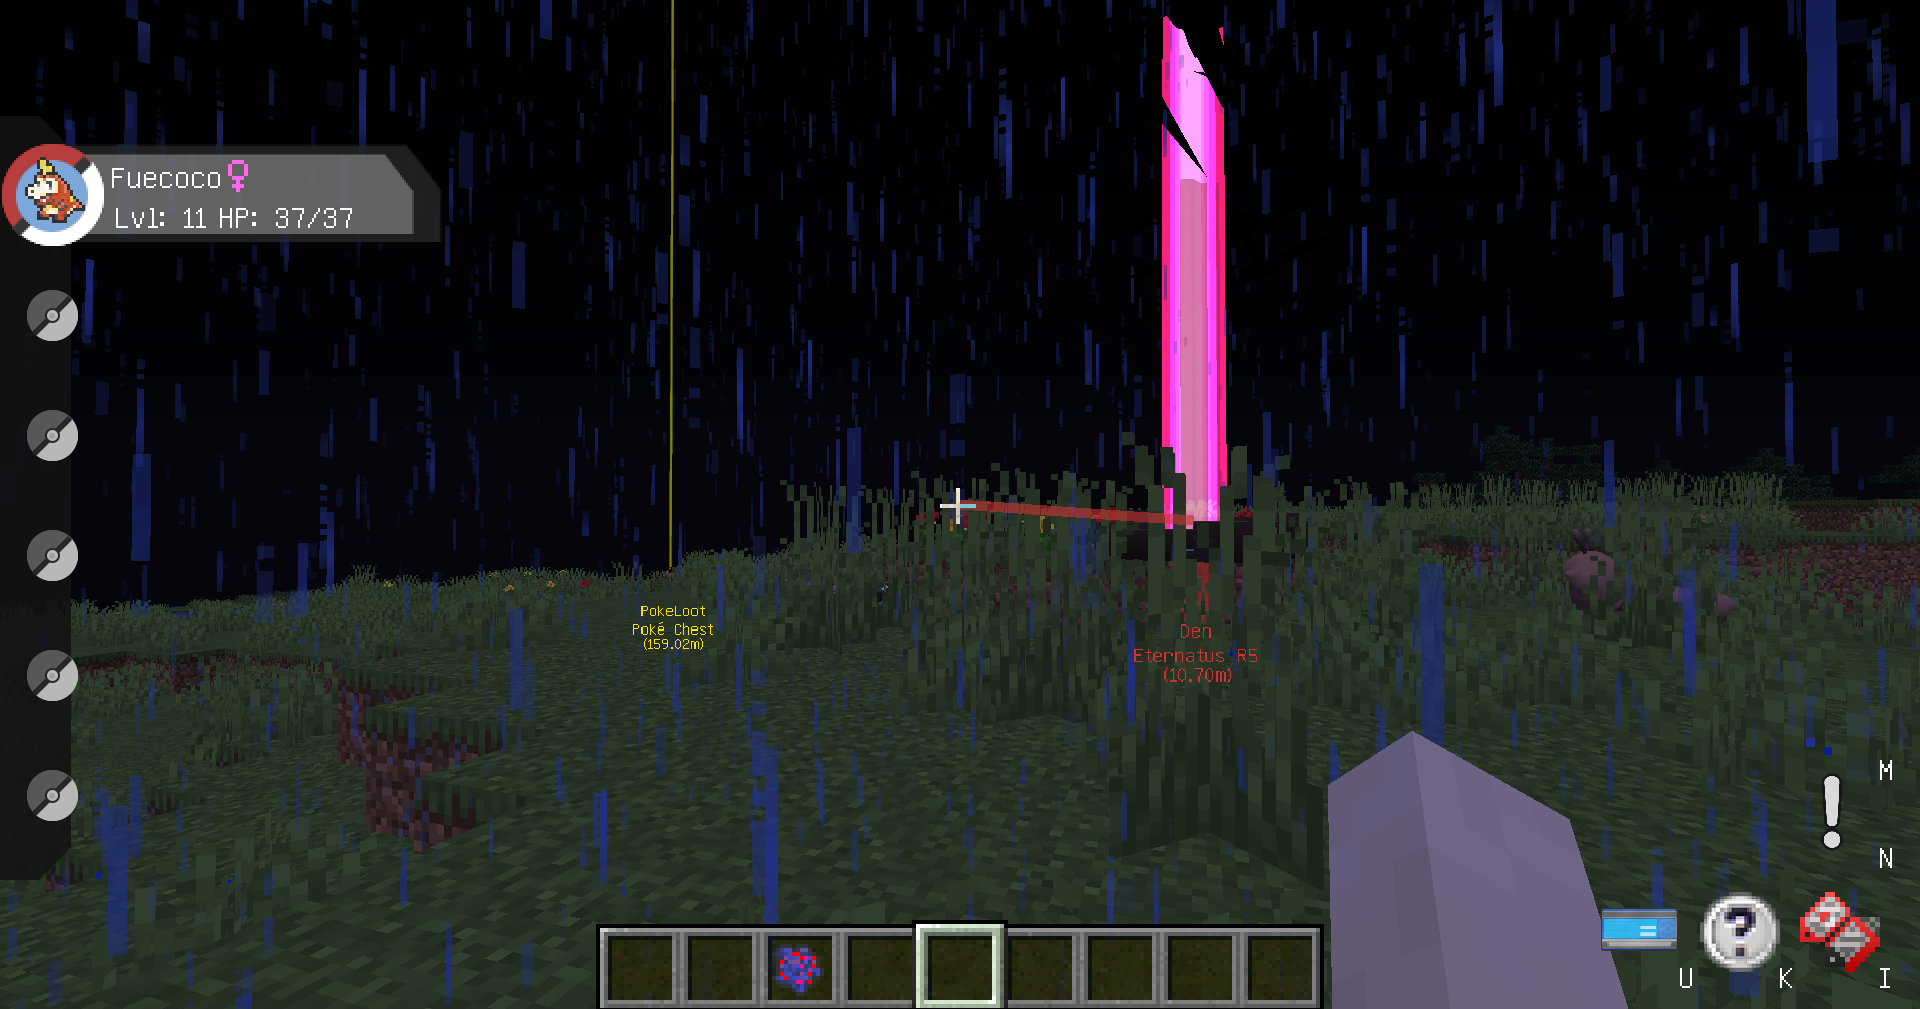 Fuecoco♀
Lvl: 11 HP: 37/37
PokeLoot
Poké Chest
(159.02m)
Den
Eternatus R5
(10.70m)
M
N
U
K
I